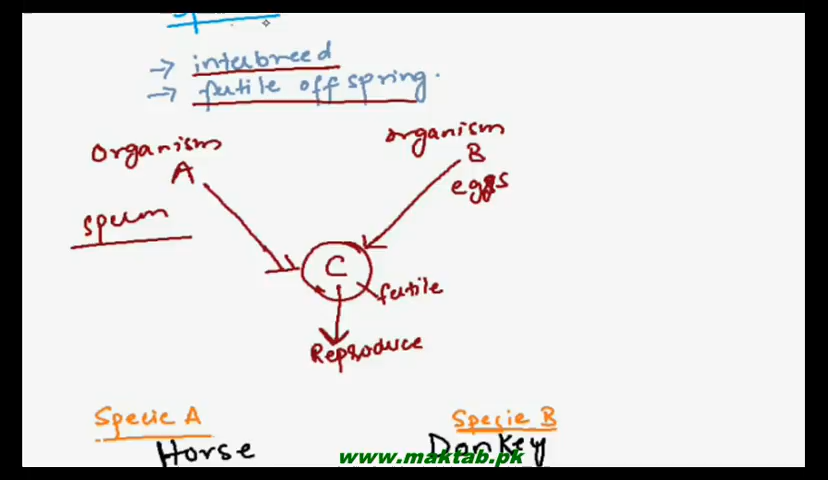 → interbreed
→ futile offspring.
organism
A
organism
B
eggs
sperm
C
futile
Reproduce
Specie A
Specie B
Horse
Donkey
www.maktab.pk